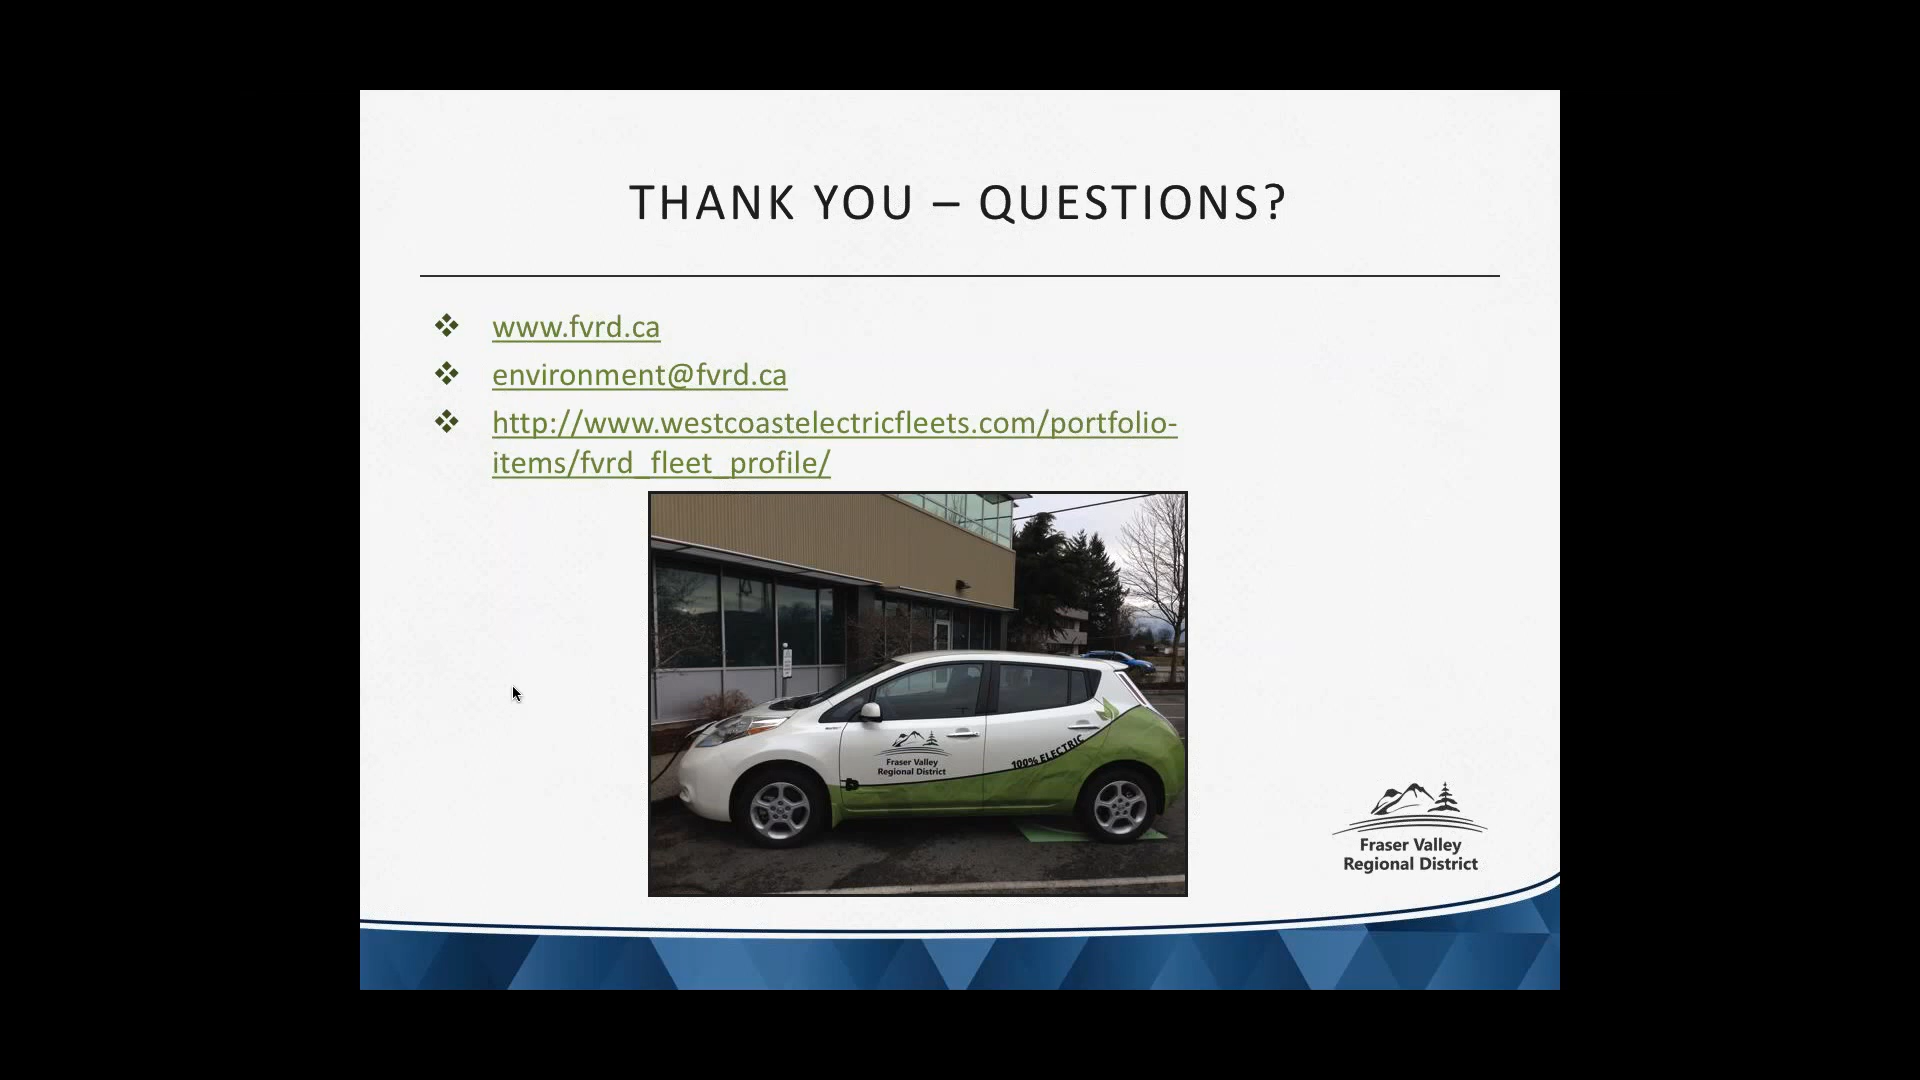 THANK YOU – QUESTIONS?
www.fvrd.ca
environment@fvrd.ca
http://www.westcoastelectricfleets.com/portfolio-
items/fvrd_fleet_profile/
Fraser Valley
Regional District
100% ELECTRIC
Fraser Valley
Regional District